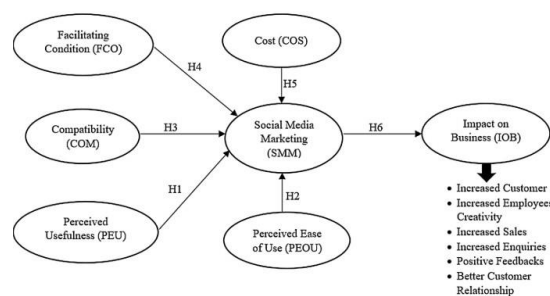 Facilitating
Condition (FCO)
Cost (COS)
H4
H5
Compatibility
(COM)
H3
Social Media
Marketing
(SMM)
H6
Impact on
Business (IOB)
H1
H2
Perceived
Usefulness (PEU)
Perceived Ease
of Use (PEOU)
• Increased Customer
• Increased Employees
Creativity
• Increased Sales
• Increased Enquiries
• Positive Feedbacks
• Better Customer
Relationship